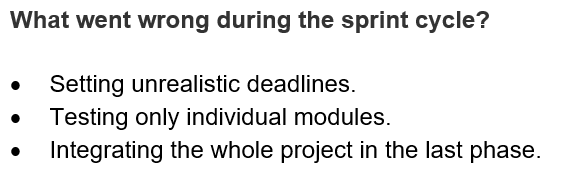 What went wrong during the sprint cycle?
• Setting unrealistic deadlines.
• Testing only individual modules.
• Integrating the whole project in the last phase.